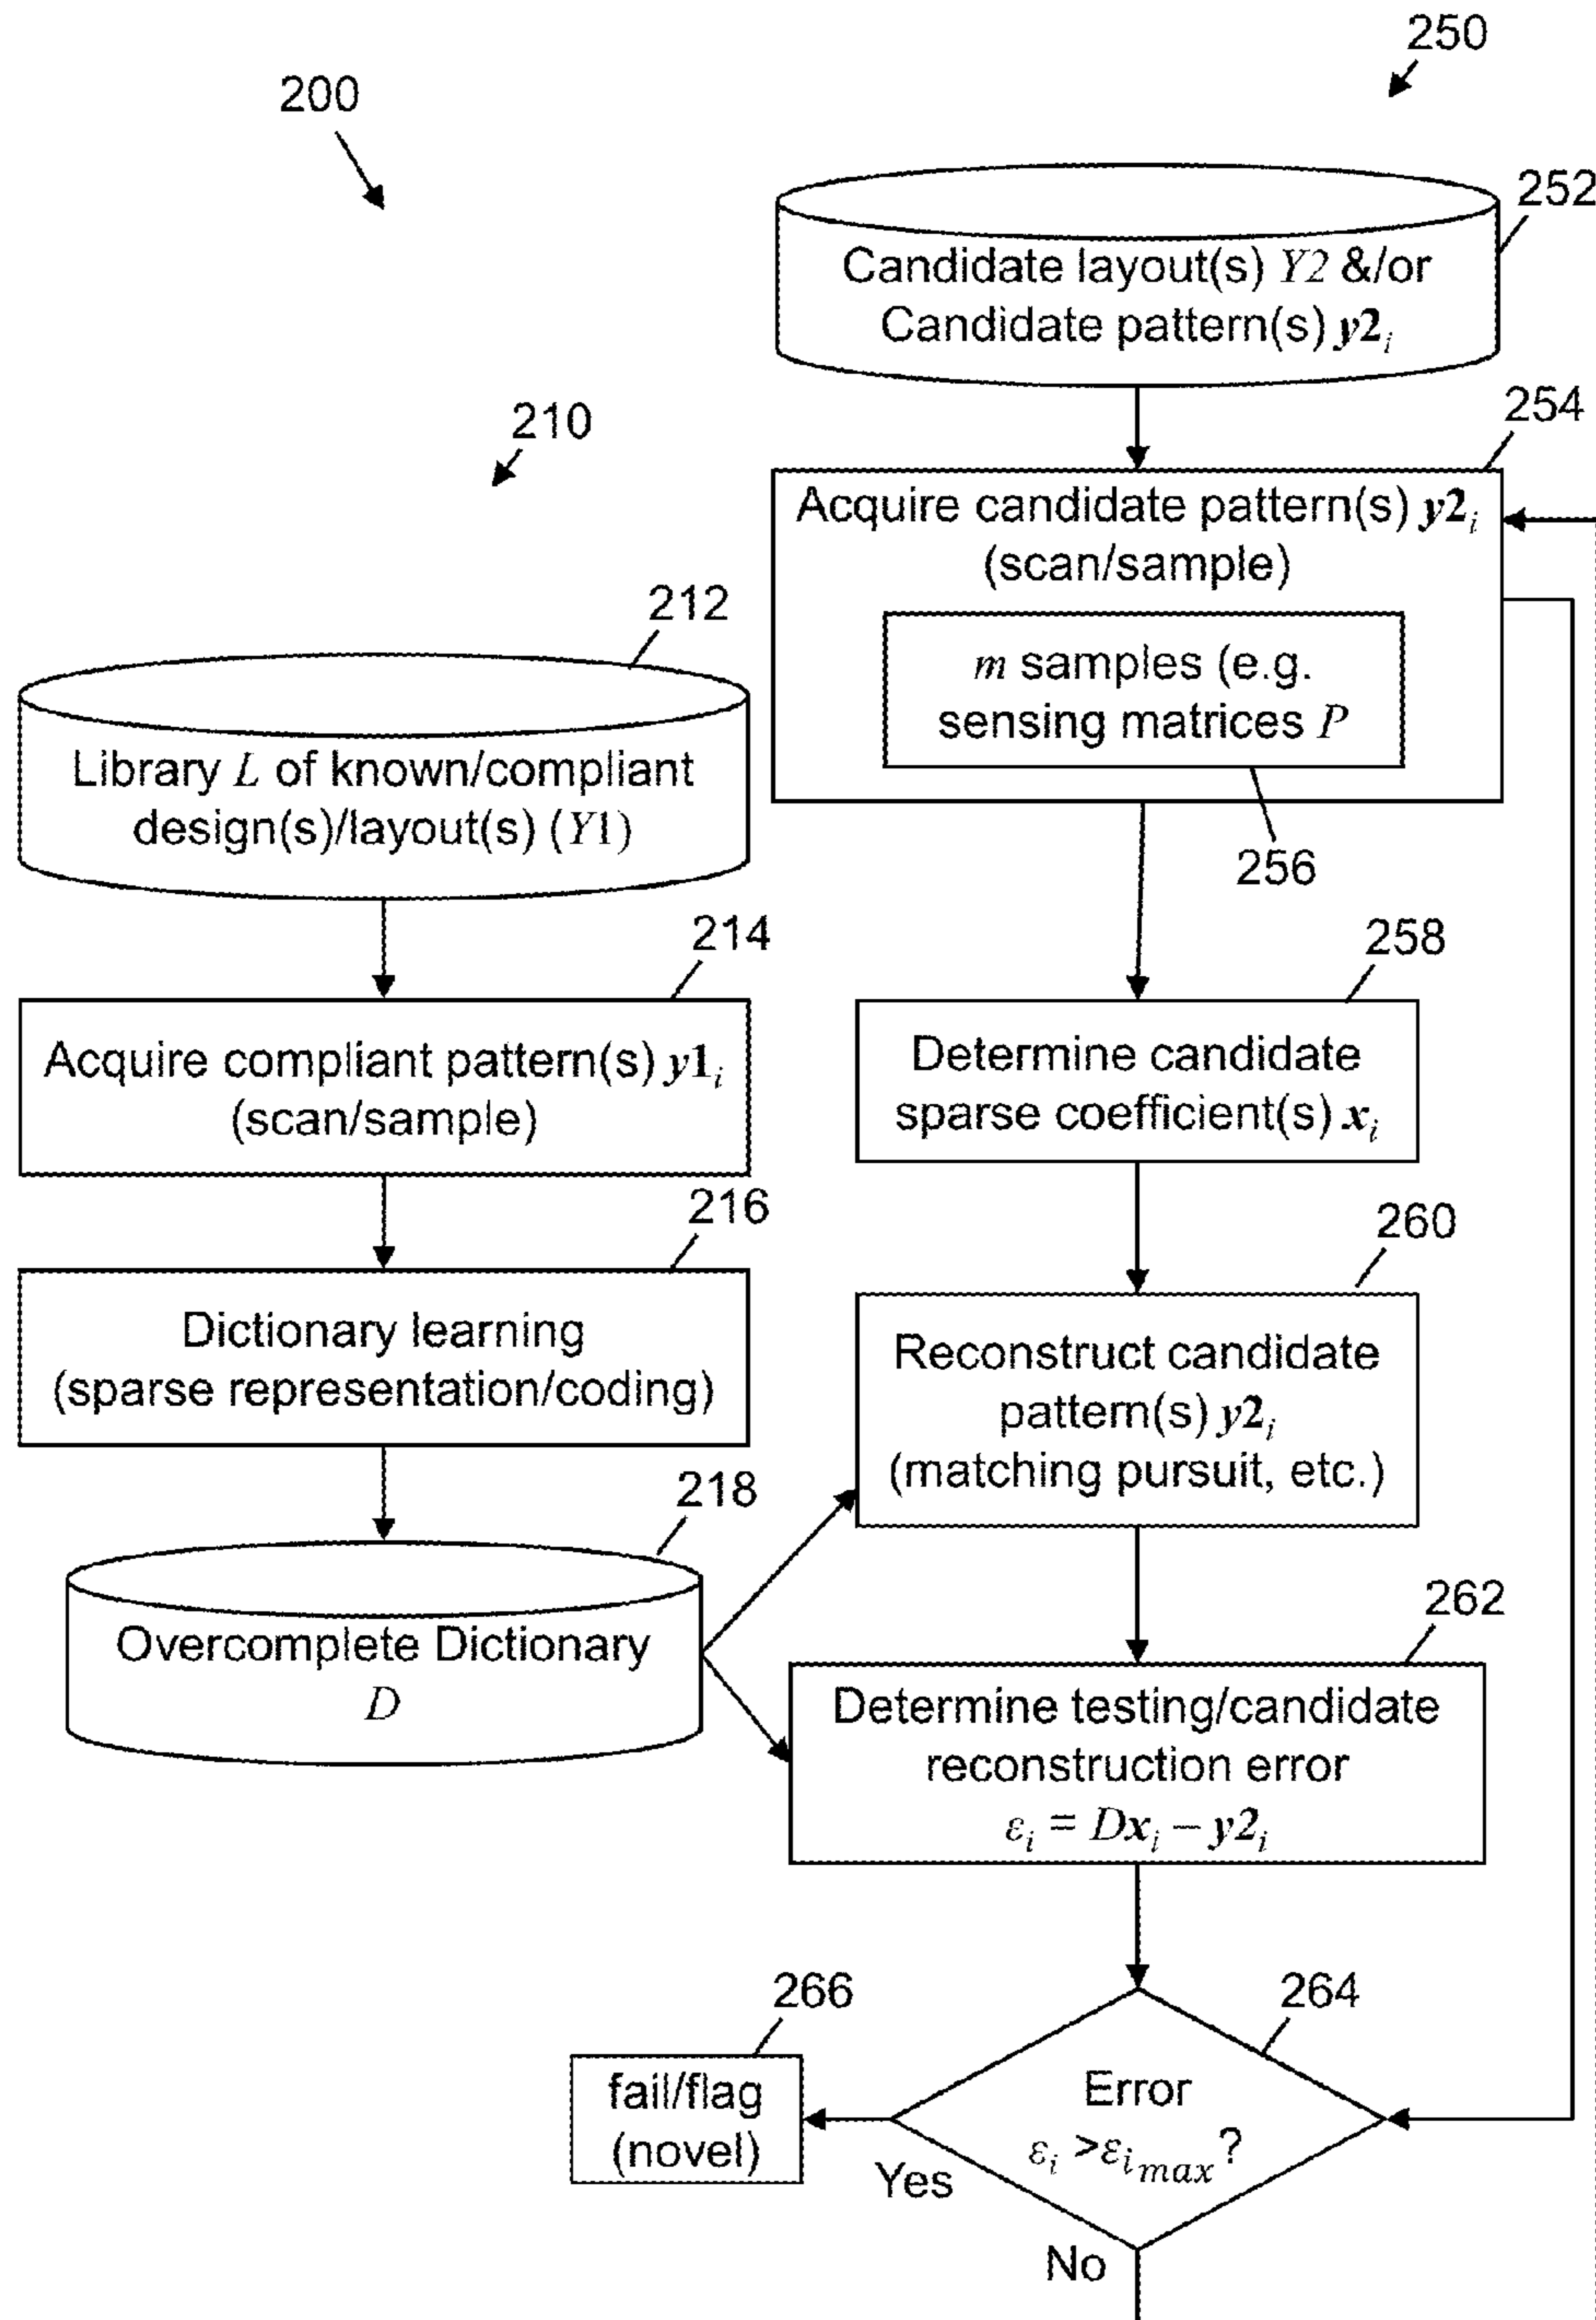 200
250
252
Candidate layout(s) Y2 &/or
Candidate pattern(s) y2i
210
254
Acquire candidate pattern(s) y2i
(scan/sample)
m samples (e.g.
sensing matrices P
256
212
Library L of known/compliant
design(s)/layout(s) (Y1)
214
Acquire compliant pattern(s) y1i
(scan/sample)
216
Dictionary learning
(sparse representation/coding)
218
Overcomplete Dictionary
D
258
Determine candidate
sparse coefficient(s) xi
260
Reconstruct candidate
pattern(s) y2i
(matching pursuit, etc.)
262
Determine testing/candidate
reconstruction error
εi = Dxi – y2i
264
Error
εi >εimax?
Yes
No
266
fail/flag
(novel)